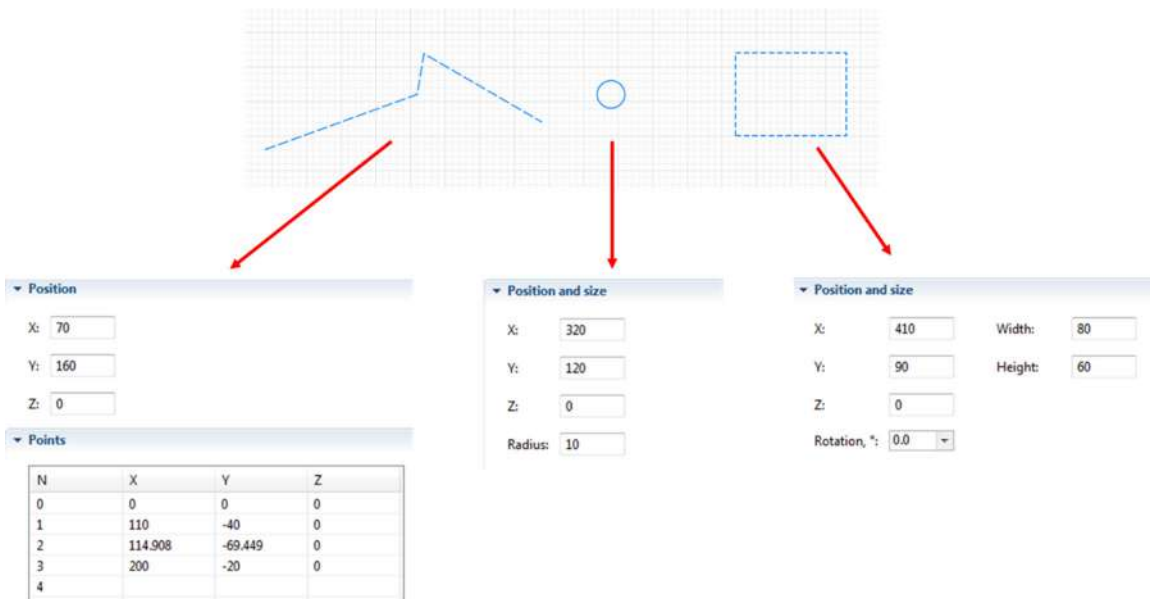 Position
X: 70
Y: 160
Z: 0
Points
N X Y Z
0 0 0 0
1 110 -40 0
2 114.908 -69.449 0
3 200 -20 0
4
Position and size
X: 320
Y: 120
Z: 0
Radius: 10
Position and size
X: 410 Width: 80
Y: 90 Height: 60
Z: 0
Rotation, °: 0.0